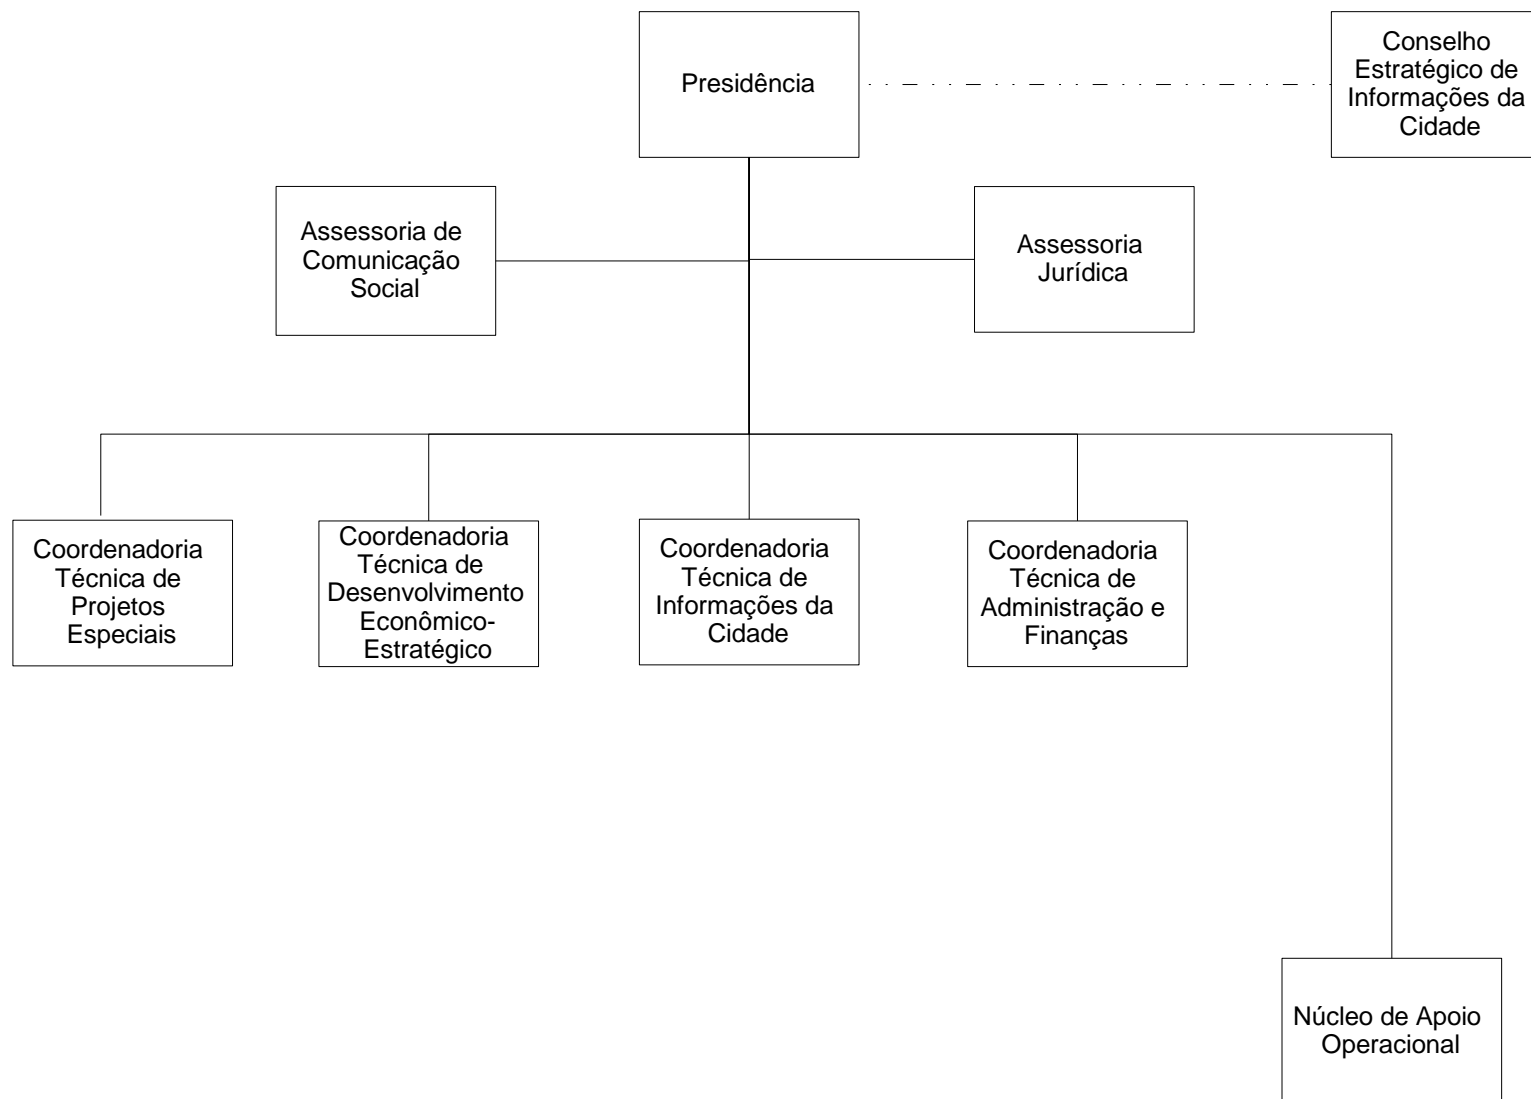 Presidência
Conselho
Estratégico de
Informações da
Cidade
Assessoria de
Comunicação
Social
Assessoria
Jurídica
Coordenadoria
Técnica de
Projetos
Especiais
Coordenadoria
Técnica de
Desenvolvimento
Econômico-
Estratégico
Coordenadoria
Técnica de
Informações da
Cidade
Coordenadoria
Técnica de
Administração e
Finanças
Núcleo de Apoio
Operacional